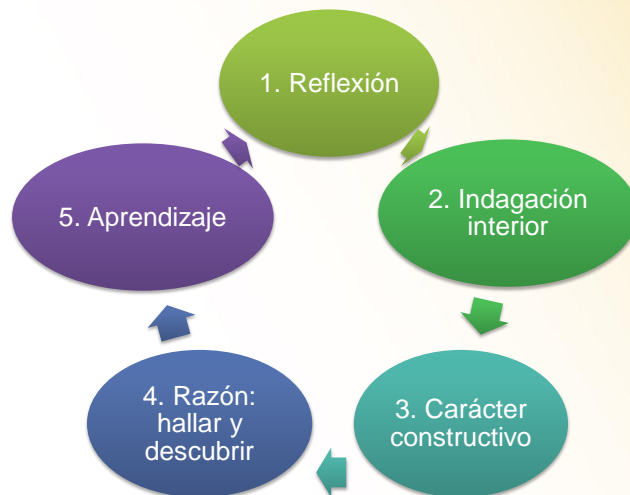 1. Reflexión
2. Indagación
interior
3. Carácter
constructivo
4. Razón:
hallar y
descubrir
5. Aprendizaje